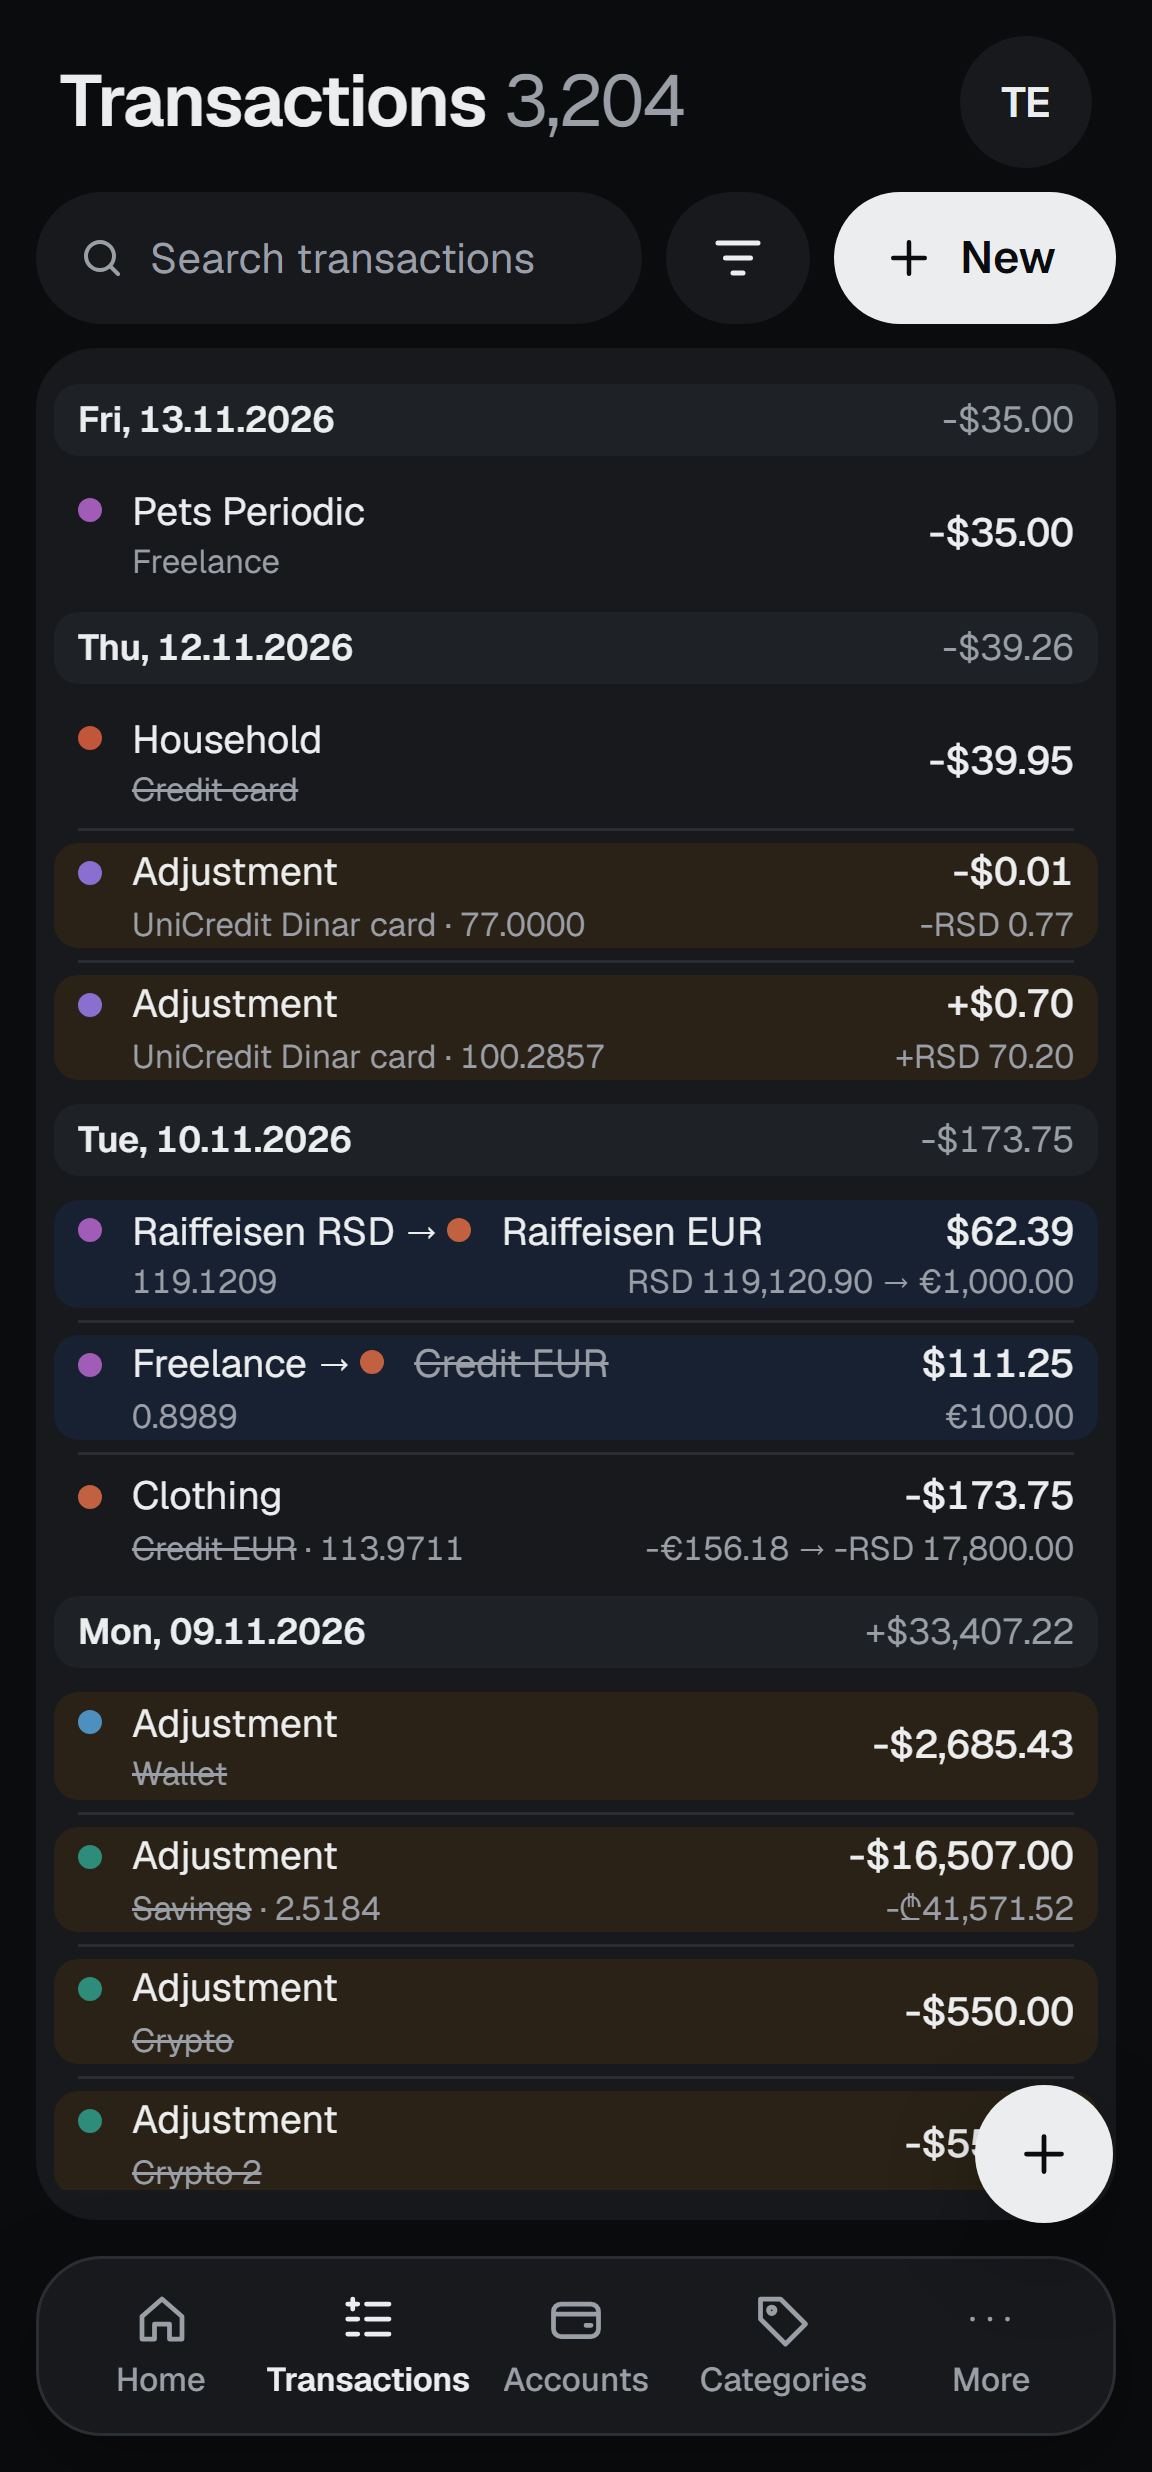 Transactions 3,204
TE
Search transactions
New
Fri, 13.11.2026 -$35.00
Pets Periodic
Freelance
-$35.00
Thu, 12.11.2026 -$39.26
Household
Credit card
-$39.95
Adjustment -$0.01
UniCredit Dinar card · 77.0000 -RSD 0.77
Adjustment +$0.70
UniCredit Dinar card · 100.2857 +RSD 70.20
Tue, 10.11.2026 -$173.75
Raiffeisen RSD → Raiffeisen EUR $62.39
119.1209 RSD 119,120.90 → €1,000.00
Freelance → Credit EUR $111.25
0.8989 €100.00
Clothing -$173.75
Credit EUR · 113.9711 -€156.18 → -RSD 17,800.00
Mon, 09.11.2026 +$33,407.22
Adjustment
Wallet
-$2,685.43
Adjustment -$16,507.00
Savings · 2.5184 -₾41,571.52
Adjustment
Crypto
-$550.00
Adjustment
Crypto 2
Home Transactions Accounts Categories More